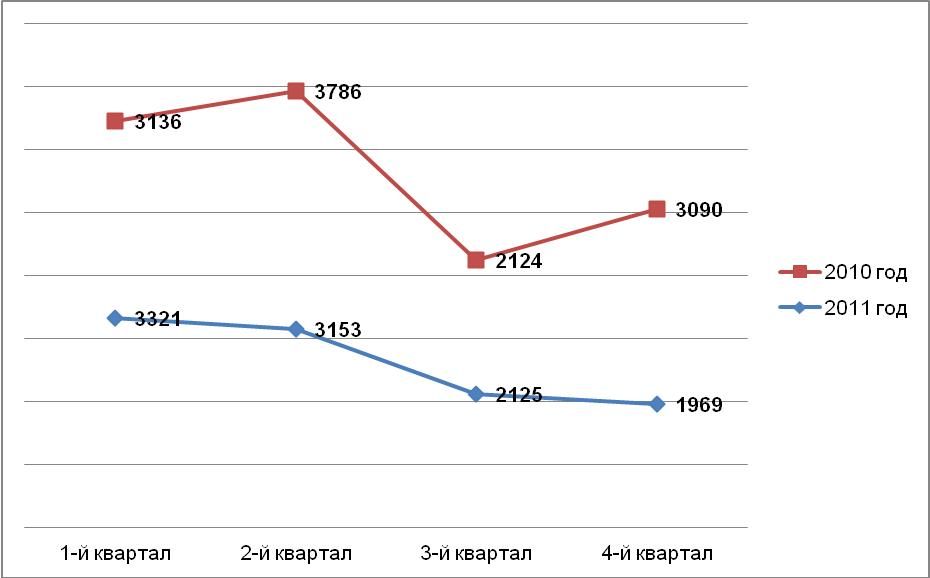 3136
3786
2124
3090
3321
3153
2125
1969
2010 год
2011 год
1-й квартал
2-й квартал
3-й квартал
4-й квартал